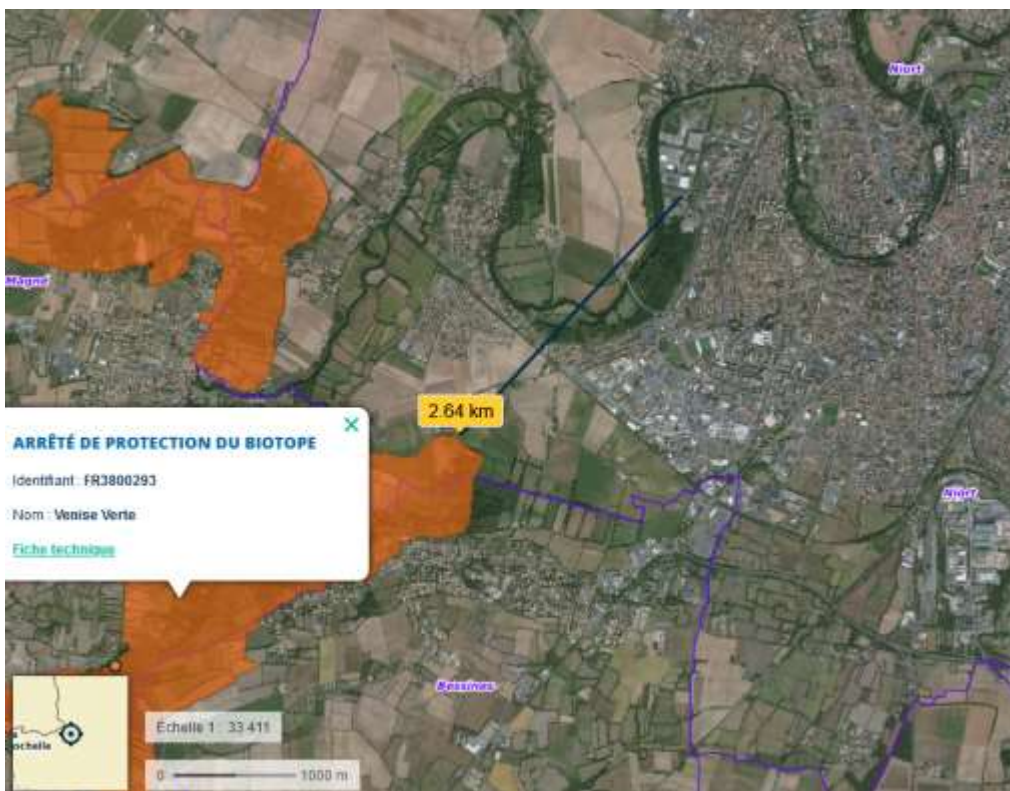 Niort
Magné
2.64 km
ARRÊTÉ DE PROTECTION DU BIOTOPE
Identifiant : FR3800293
Nom : Venise Verte
Fiche technique
Niort
Bessines
ochelle
Échelle 1 : 33 411
0 1000 m